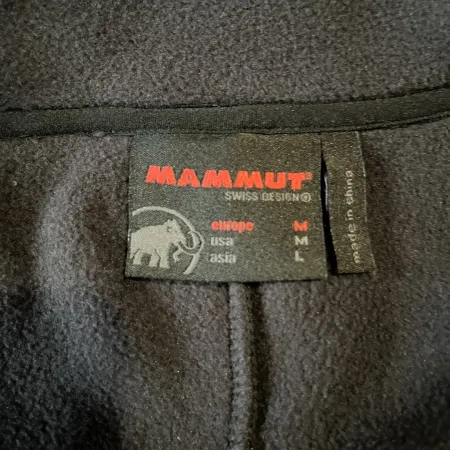 MAMMUT
SWISS DESIGN
europe M
usa M
asia L
made in china